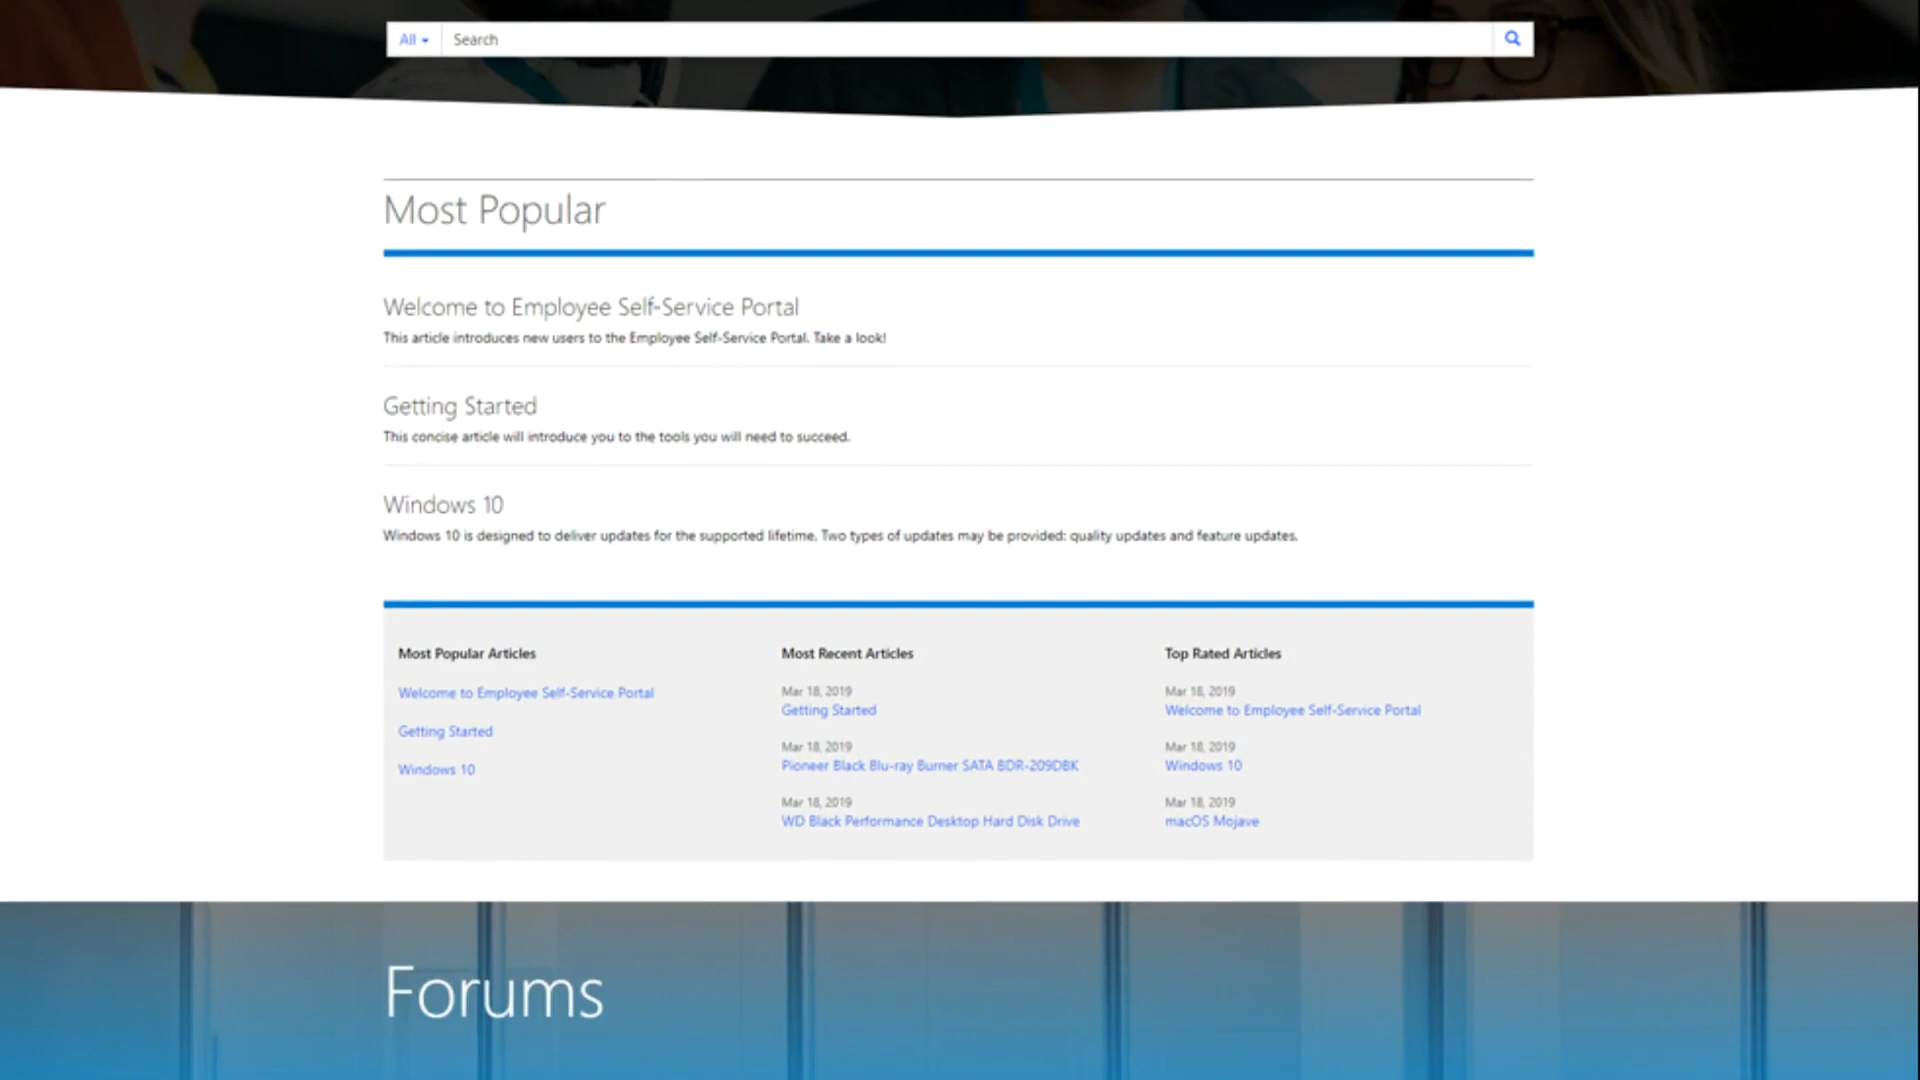 All
Search
Most Popular
Welcome to Employee Self-Service Portal
This article introduces new users to the Employee Self-Service Portal. Take a look!
Getting Started
This concise article will introduce you to the tools you will need to succeed.
Windows 10
Windows 10 is designed to deliver updates for the supported lifetime. Two types of updates may be provided: quality updates and feature updates.
Most Popular Articles
Welcome to Employee Self-Service Portal
Getting Started
Windows 10
Most Recent Articles
Mar 18, 2019
Getting Started
Mar 18, 2019
Pioneer Black Blu-ray Burner SATA BDR-209DBK
Mar 18, 2019
WD Black Performance Desktop Hard Disk Drive
Top Rated Articles
Mar 18, 2019
Welcome to Employee Self-Service Portal
Mar 18, 2019
Windows 10
Mar 18, 2019
macOS Mojave
Forums